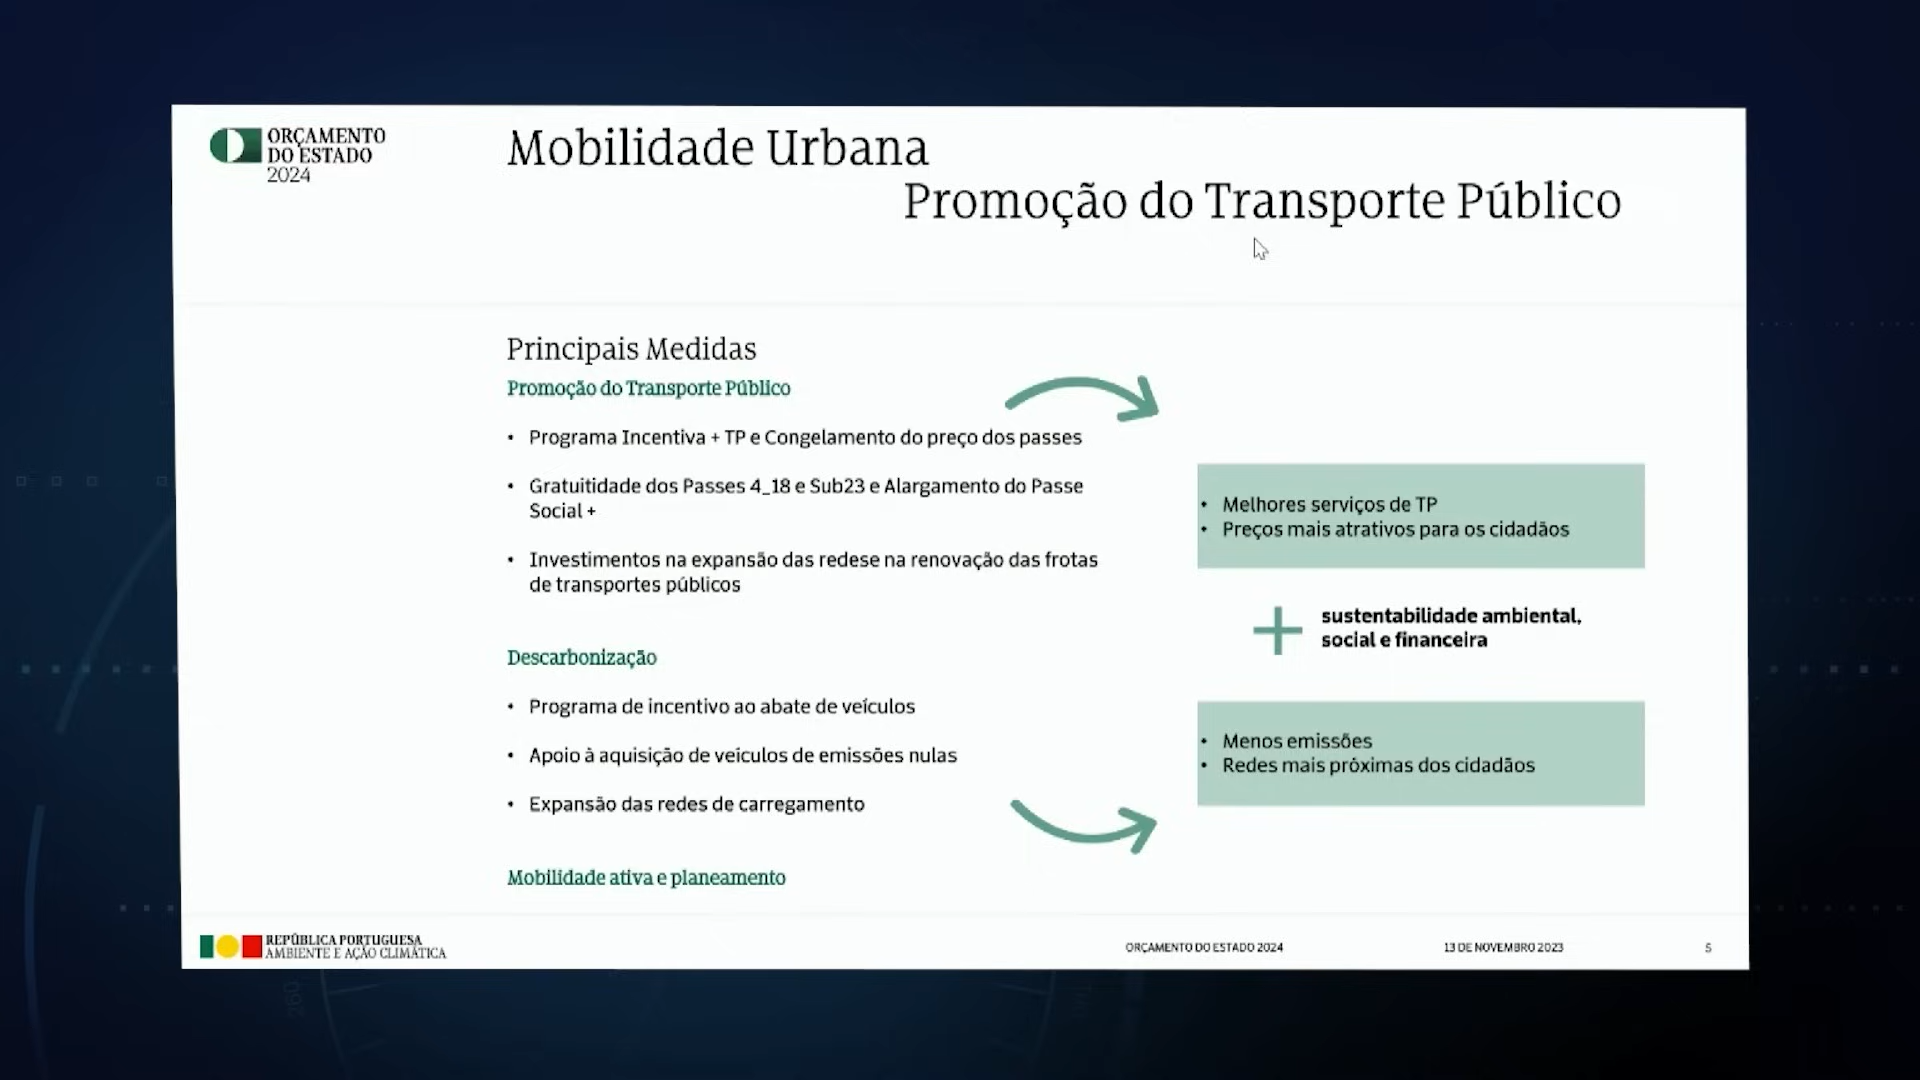 ORÇAMENTO
DO ESTADO
2024
Mobilidade Urbana
Promoção do Transporte Público
Principais Medidas
Promoção do Transporte Público
• Programa Incentiva + TP e Congelamento do preço dos passes
• Gratuitidade dos Passes 4_18 e Sub23 e Alargamento do Passe
Social +
• Investimentos na expansão das redese na renovação das frotas
de transportes públicos
Descarbonização
• Programa de incentivo ao abate de veículos
• Apoio à aquisição de veículos de emissões nulas
• Expansão das redes de carregamento
Mobilidade ativa e planeamento
• Melhores serviços de TP
• Preços mais atrativos para os cidadãos
+ sustentabilidade ambiental,
social e financeira
• Menos emissões
• Redes mais próximas dos cidadãos
REPÚBLICA PORTUGUESA
AMBIENTE E AÇÃO CLIMÁTICA
ORÇAMENTO DO ESTADO 2024
13 DE NOVEMBRO 2023
5
260